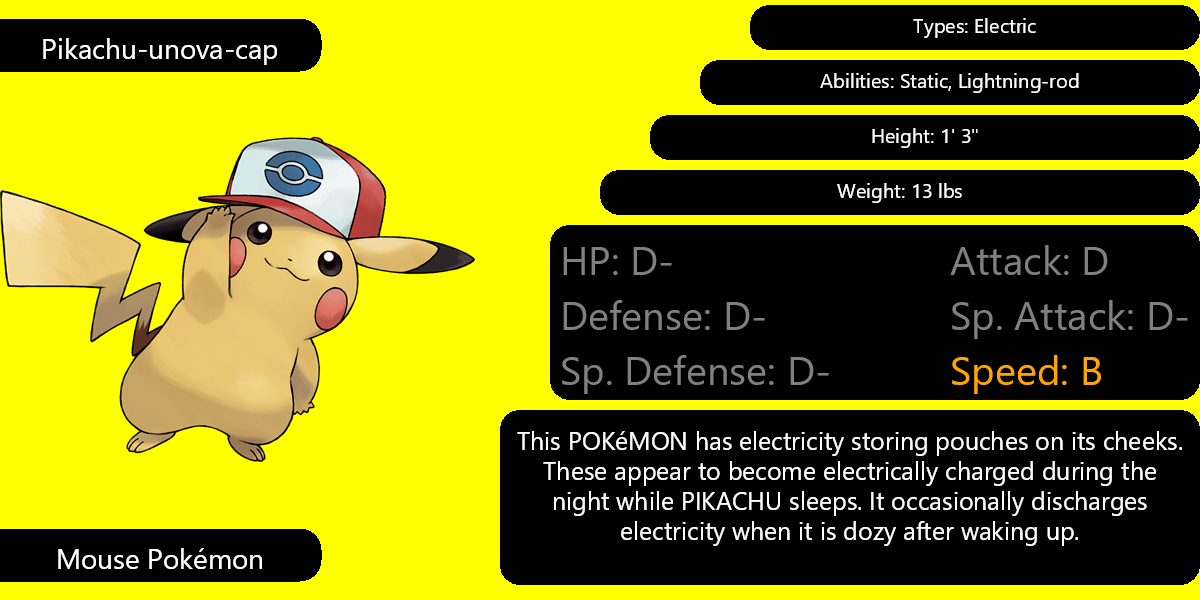 Pikachu-unova-cap
Types: Electric
Abilities: Static, Lightning-rod
Height: 1' 3"
Weight: 13 lbs
HP: D-
Attack: D
Defense: D-
Sp. Attack: D-
Sp. Defense: D-
Speed: B
This POKéMON has electricity storing pouches on its cheeks.
These appear to become electrically charged during the
night while PIKACHU sleeps. It occasionally discharges
electricity when it is dozy after waking up.
Mouse Pokémon